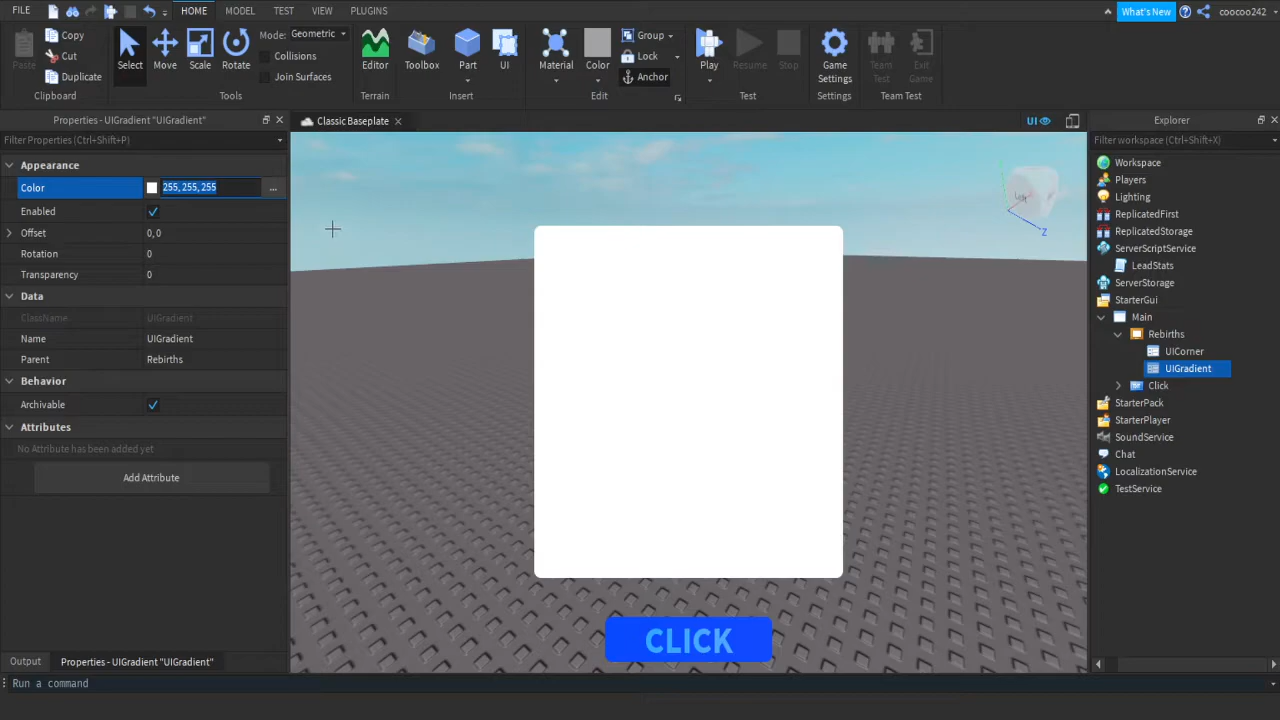 FILE HOME MODEL TEST VIEW PLUGINS What's New coocoo242
Paste Copy Cut Duplicate Clipboard
Select Move Scale Rotate Mode: Geometric Collisions Join Surfaces Tools
Editor Terrain
Toolbox Part UI Insert
Material Color Group Lock Anchor Edit
Play Resume Stop Test
Game Settings Settings
Team Test Exit Game Team Test
Properties - UIGradient "UIGradient"
Filter Properties (Ctrl+Shift+P)
Appearance
Color 255, 255, 255 ...
Enabled
Offset 0, 0
Rotation 0
Transparency 0
Data
ClassName UIGradient
Name UIGradient
Parent Rebirths
Behavior
Archivable
Attributes
No Attribute has been added yet
Add Attribute
Output Properties - UIGradient "UIGradient"
Run a command
Classic Baseplate
UI
Z
CLICK
Explorer
Filter workspace (Ctrl+Shift+X)
Workspace
Players
Lighting
ReplicatedFirst
ReplicatedStorage
ServerScriptService
LeadStats
ServerStorage
StarterGui
Main
Rebirths
UICorner
UIGradient
Click
StarterPack
StarterPlayer
SoundService
Chat
LocalizationService
TestService